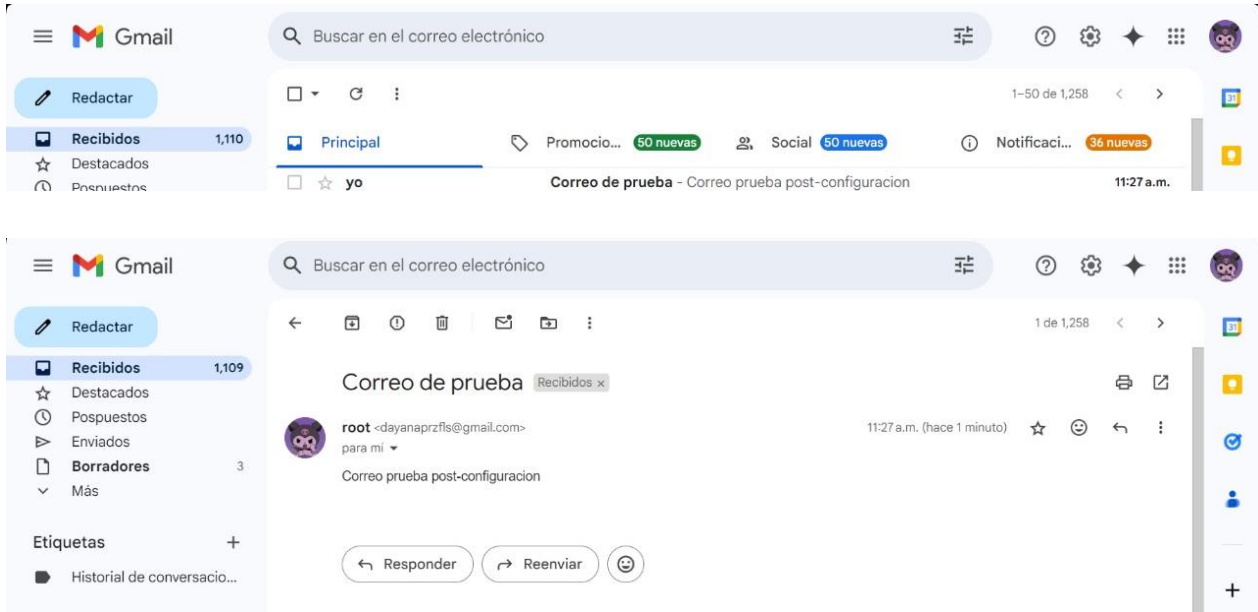 Gmail
Buscar en el correo electrónico
Redactar
1–50 de 1,258
Recibidos 1,110
Principal
Promocio... 50 nuevas
Social 50 nuevas
Notificaci... 36 nuevas
Destacados
Pospuestos
yo
Correo de prueba - Correo prueba post-configuracion
11:27 a.m.
Gmail
Buscar en el correo electrónico
Redactar
1 de 1,258
Recibidos 1,109
Destacados
Pospuestos
Enviados
Borradores 3
Más
Etiquetas
Historial de conversacio...
Correo de prueba Recibidos x
root <dayanaprzfls@gmail.com>
11:27 a.m. (hace 1 minuto)
para mí
Correo prueba post-configuracion
Responder
Reenviar
31
31